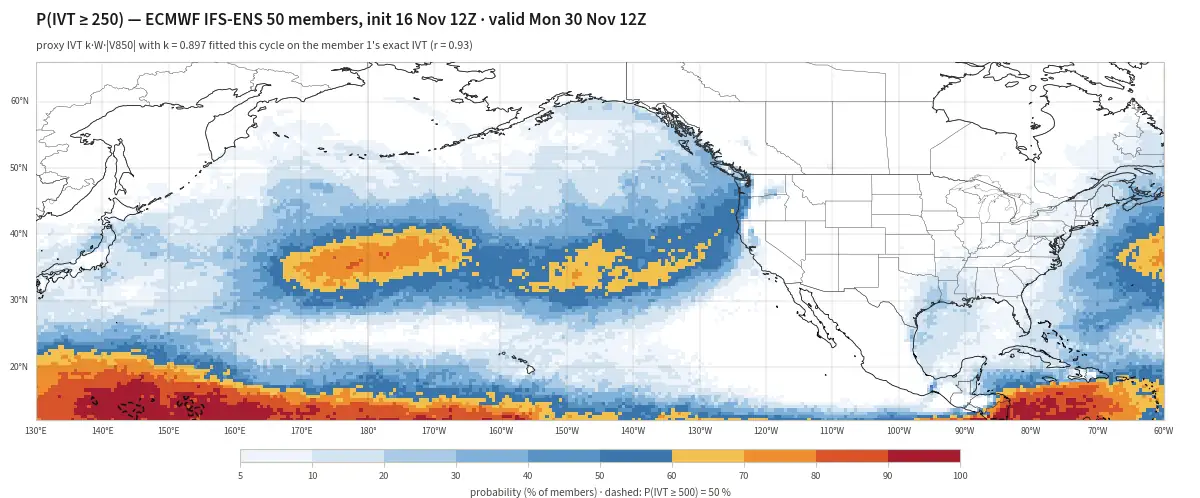 P(IVT ≥ 250) — ECMWF IFS-ENS 50 members, init 16 Nov 12Z · valid Mon 30 Nov 12Z
proxy IVT k·W·|V850| with k = 0.897 fitted this cycle on the member 1's exact IVT (r = 0.93)
60°N
50°N
40°N
30°N
20°N
130°E 140°E 150°E 160°E 170°E 180° 170°W 160°W 150°W 140°W 130°W 120°W 110°W 100°W 90°W 80°W 70°W 60°W
5 10 20 30 40 50 60 70 80 90 100
probability (% of members) · dashed: P(IVT ≥ 500) = 50 %